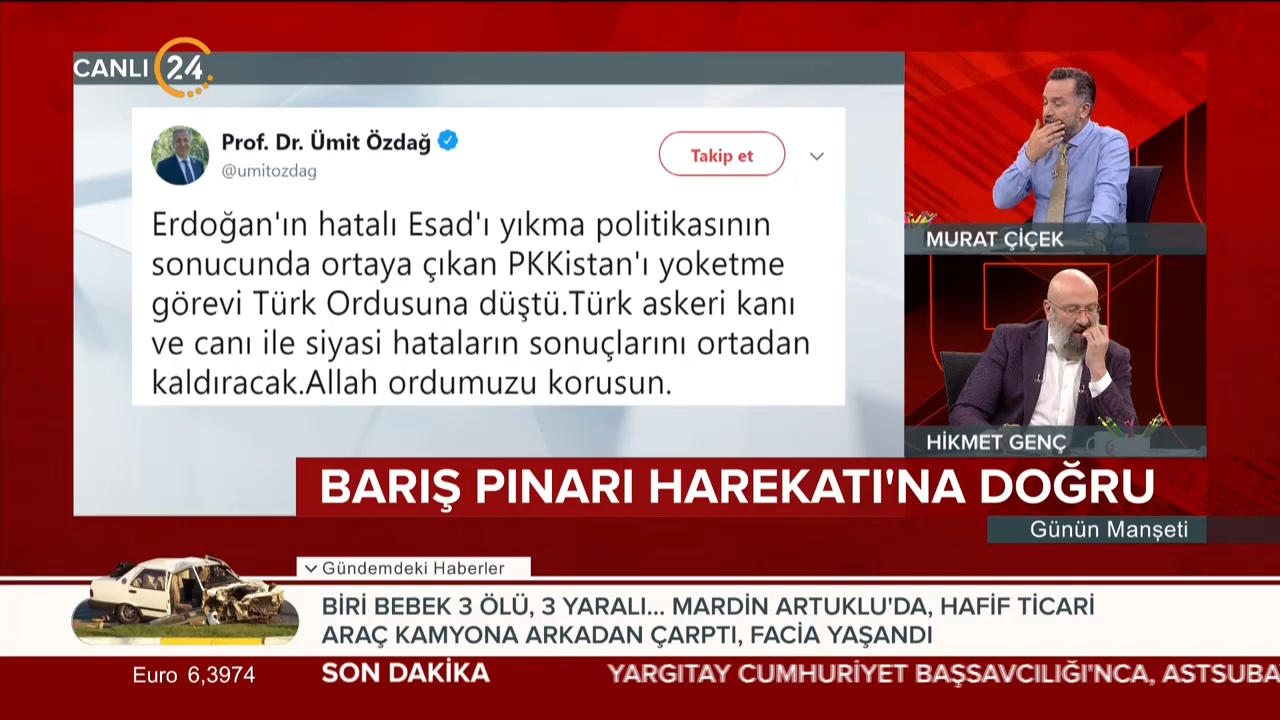 CANLI 24
Prof. Dr. Ümit Özdağ
@umitozdag
Takip et
Erdoğan'ın hatalı Esad'ı yıkma politikasının
sonucunda ortaya çıkan PKKistan'ı yoketme
görevi Türk Ordusuna düştü.Türk askeri kanı
ve canı ile siyasi hataların sonuçlarını ortadan
kaldıracak.Allah ordumuzu korusun.
MURAT ÇİÇEK
HİKMET GENÇ
BARIŞ PINARI HAREKATI'NA DOĞRU
Günün Manşeti
Gündemdeki Haberler
BİRİ BEBEK 3 ÖLÜ, 3 YARALI... MARDİN ARTUKLU'DA, HAFİF TİCARİ
ARAÇ KAMYONA ARKADAN ÇARPTI, FACİA YAŞANDI
Euro 6,3974
SON DAKİKA
YARGITAY CUMHURİYET BAŞSAVCILIĞI'NCA, ASTSUBA